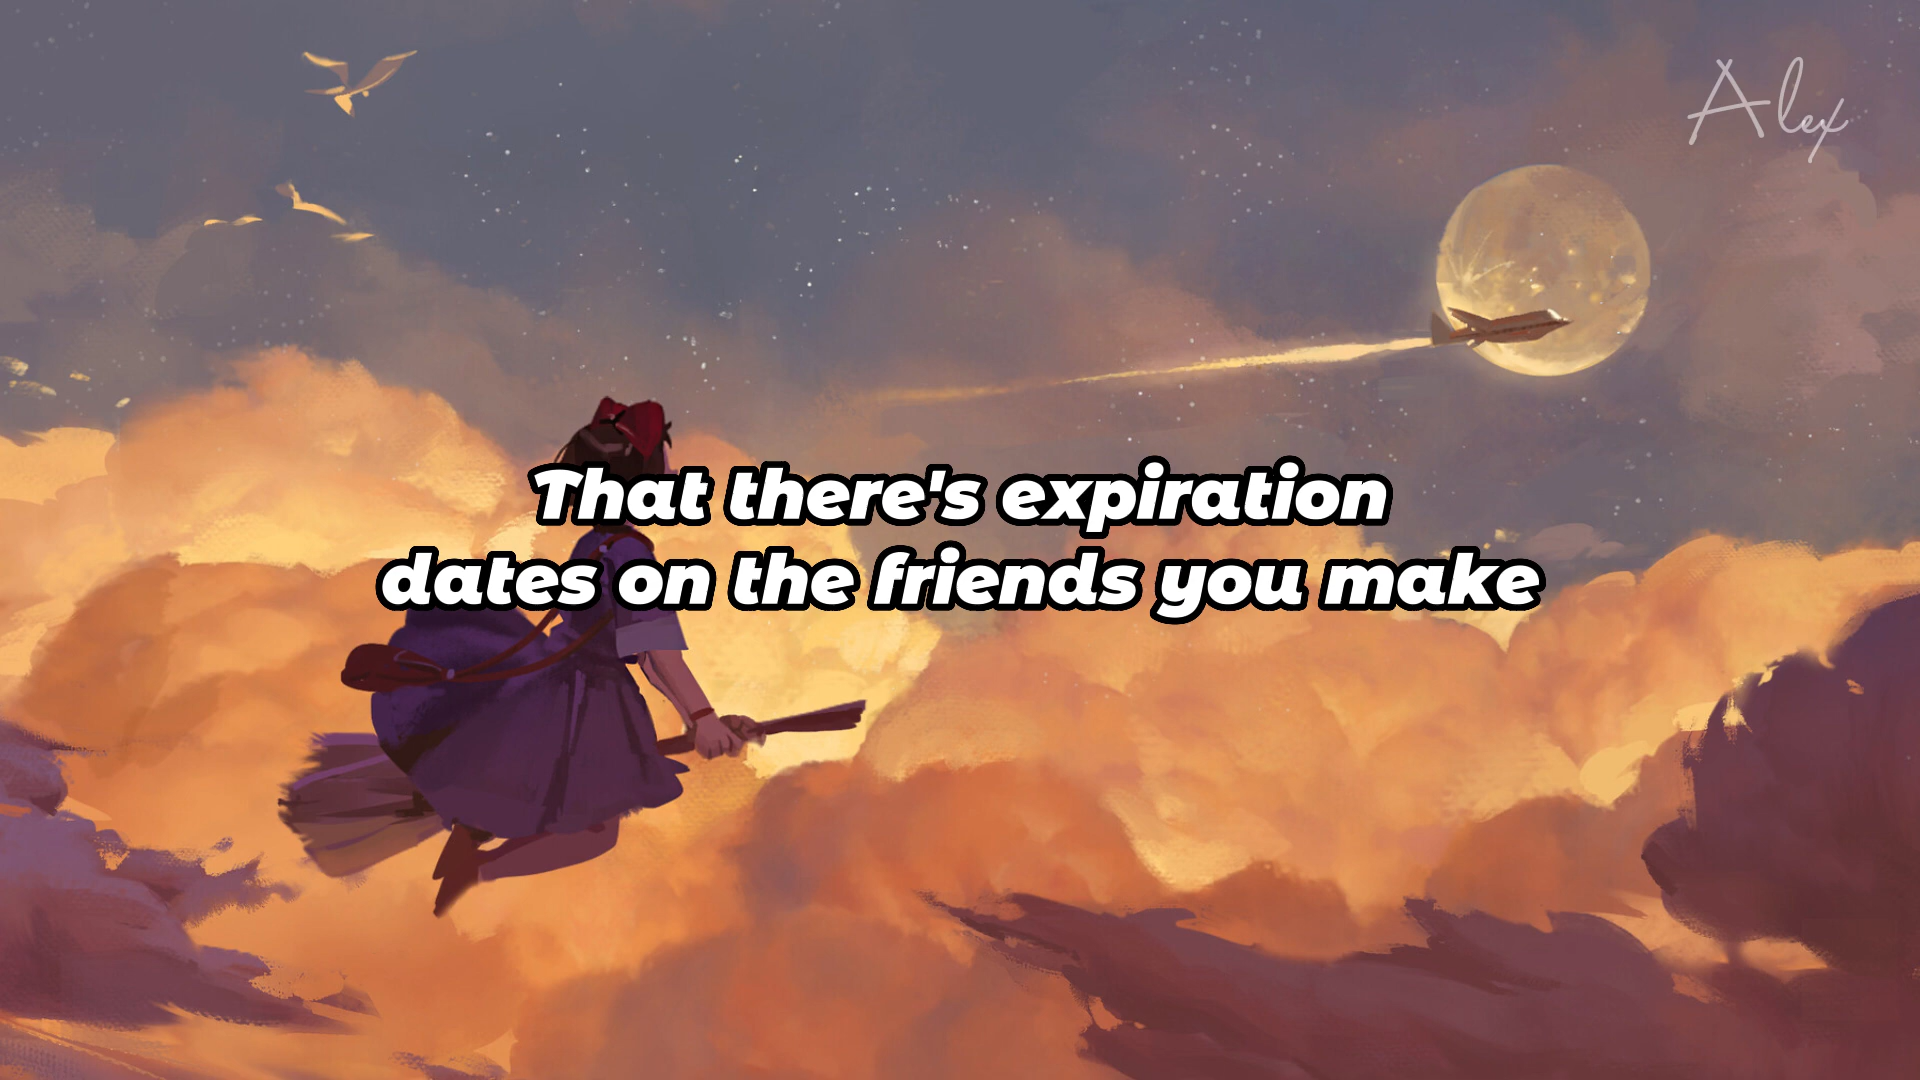 Alex
That there's expiration
dates on the friends you make